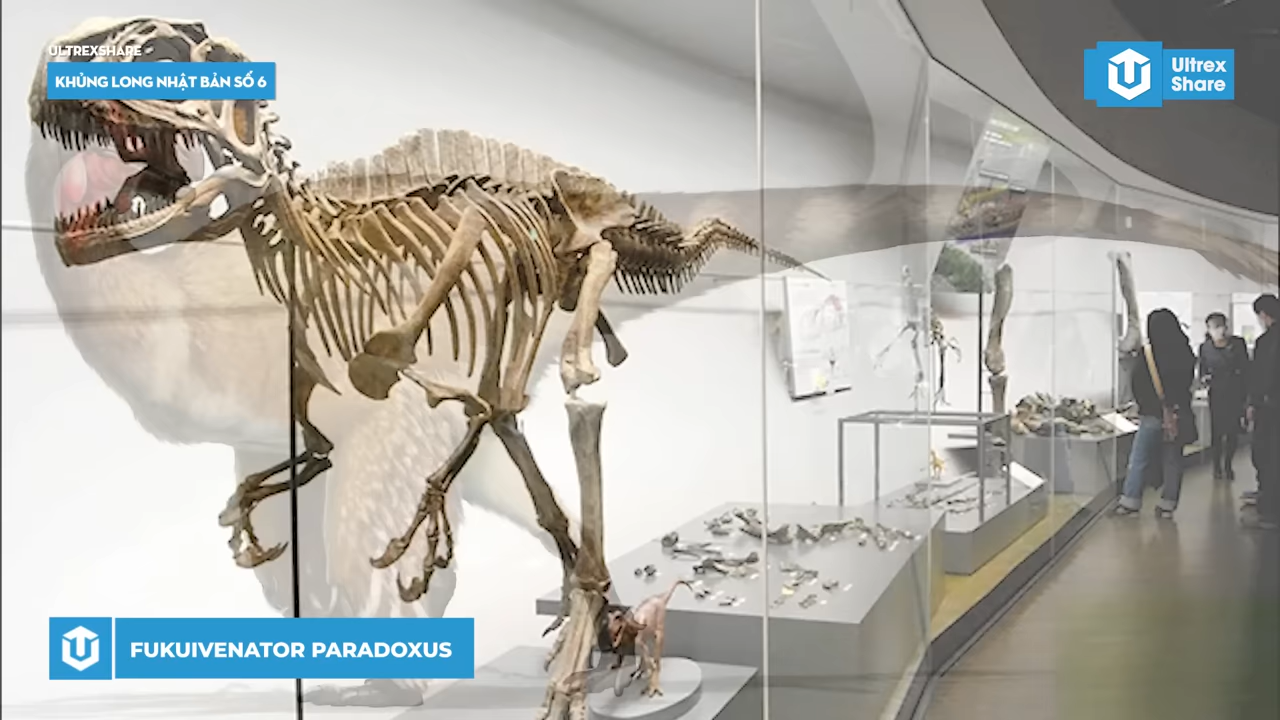 ULTREXSHARE
KHỦNG LONG NHẬT BẢN SỐ 6
Ultrex
Share
FUKUIVENATOR PARADOXUS